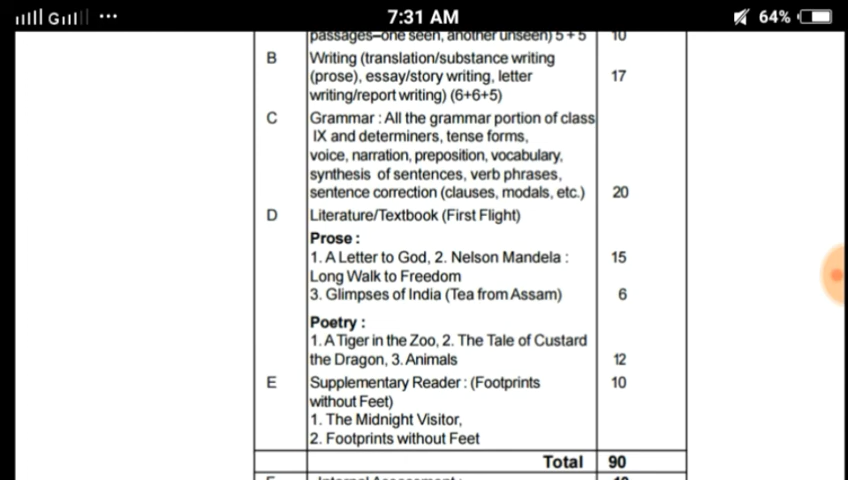 7:31 AM
64%
passages–one seen, another unseen) 5 + 5 10
B Writing (translation/substance writing
(prose), essay/story writing, letter 17
writing/report writing) (6+6+5)
C Grammar : All the grammar portion of class
IX and determiners, tense forms,
voice, narration, preposition, vocabulary,
synthesis of sentences, verb phrases,
sentence correction (clauses, modals, etc.) 20
D Literature/Textbook (First Flight)
Prose :
1. A Letter to God, 2. Nelson Mandela : 15
Long Walk to Freedom
3. Glimpses of India (Tea from Assam) 6
Poetry :
1. A Tiger in the Zoo, 2. The Tale of Custard
the Dragon, 3. Animals 12
E Supplementary Reader : (Footprints 10
without Feet)
1. The Midnight Visitor,
2. Footprints without Feet
Total 90
Internal Assessment :